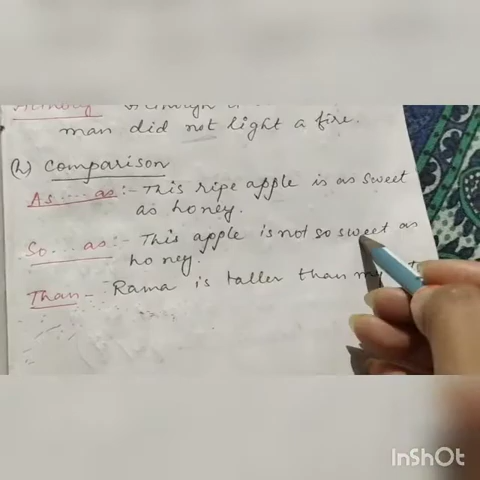 man did not light a fire.
(h) Comparison
As .... as :- This ripe apple is as sweet
as honey.
So ... as :- This apple is not so sweet as
honey.
Than - Rama is taller than
InShOt